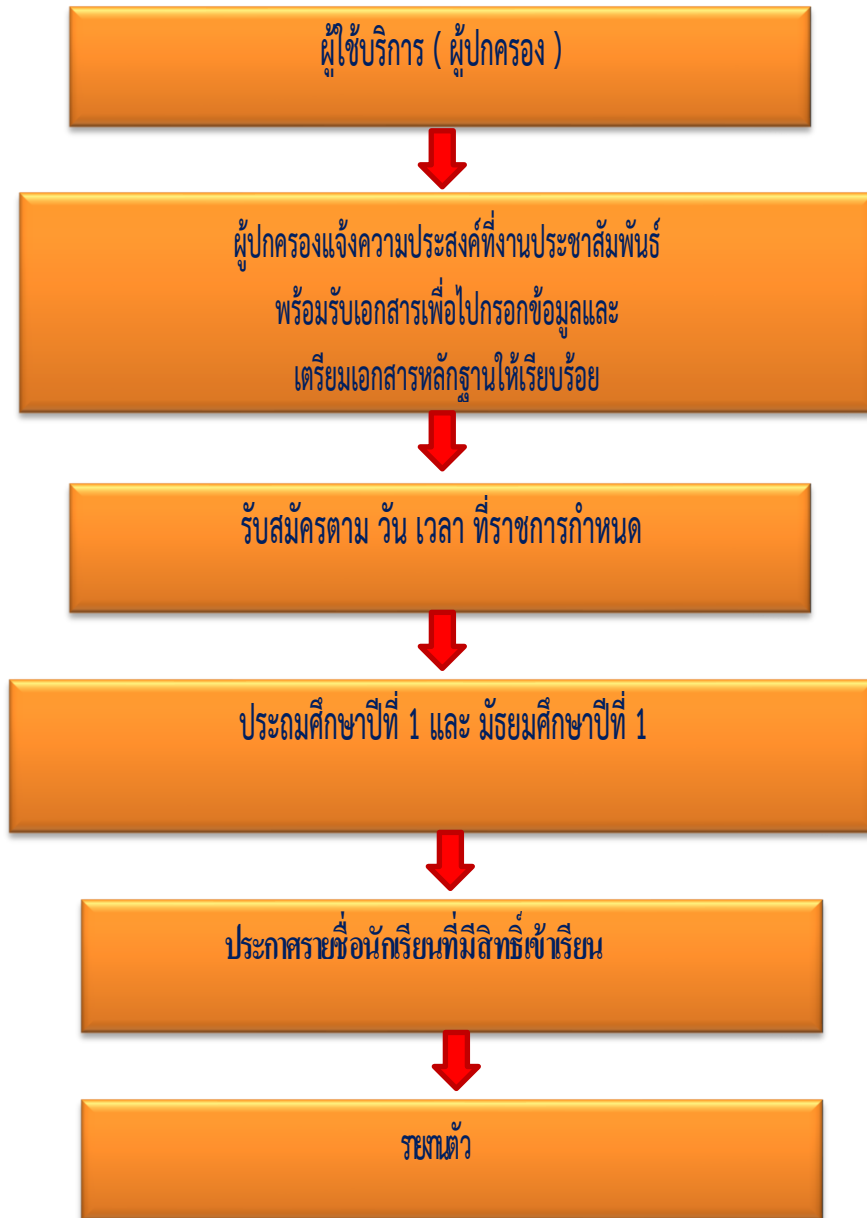 ผู้ใช้บริการ ( ผู้ปกครอง )
ผู้ปกครองแจ้งความประสงค์ที่งานประชาสัมพันธ์
พร้อมรับเอกสารเพื่อไปกรอกข้อมูลและ
เตรียมเอกสารหลักฐานให้เรียบร้อย
รับสมัครตาม วัน เวลา ที่ราชการกำหนด
ประถมศึกษาปีที่ 1 และ มัธยมศึกษาปีที่ 1
ประกาศรายชื่อนักเรียนที่มีสิทธิ์เข้าเรียน
รายงานตัว